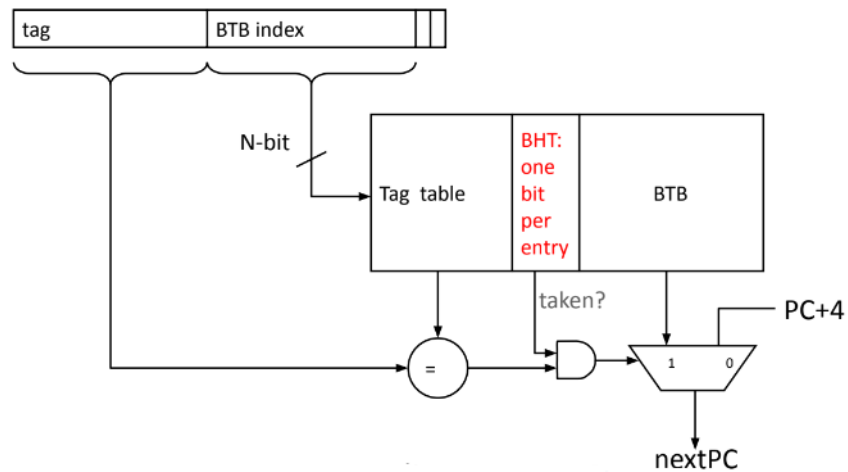 tag
BTB index
N-bit
Tag table
BHT:
one
bit
per
entry
BTB
taken?
PC+4
=
1
0
nextPC